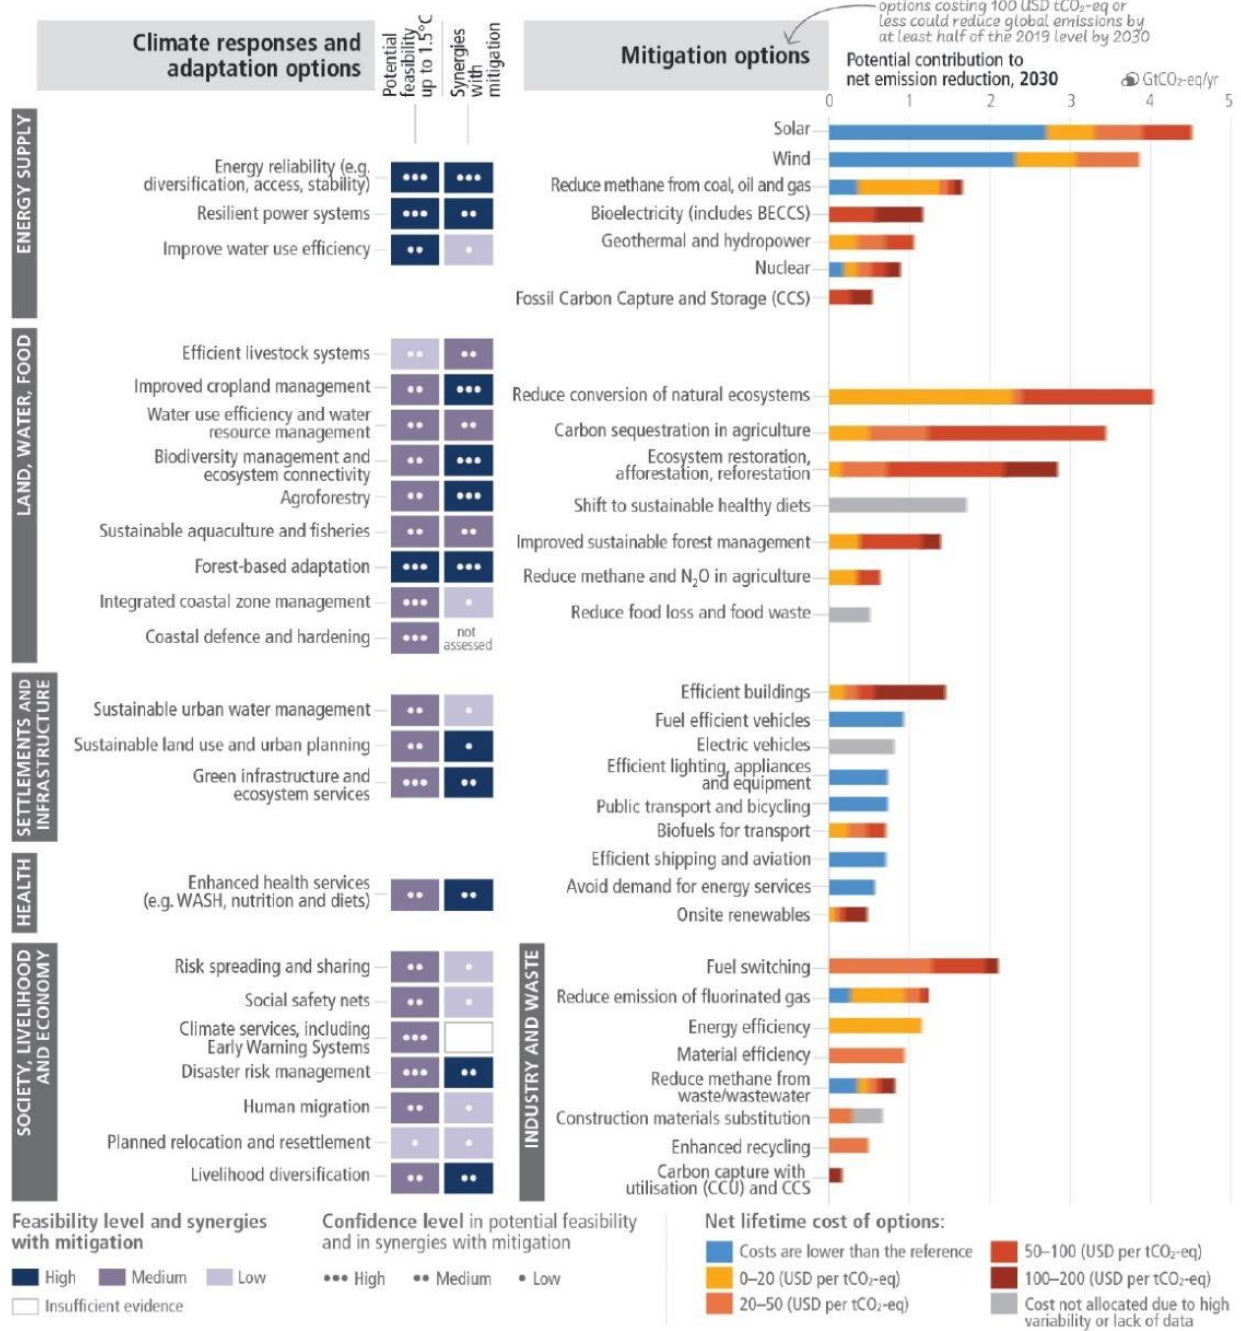 options costing 100 USD tCO₂-eq or
less could reduce global emissions by
at least half of the 2019 level by 2030
Climate responses and
adaptation options
Potential
feasibility
up to 1.5°C
Synergies
with
mitigation
Mitigation options
Potential contribution to
net emission reduction, 2030
GtCO₂-eq/yr
0 1 2 3 4 5
ENERGY SUPPLY
Energy reliability (e.g.
diversification, access, stability)
Resilient power systems
Improve water use efficiency
Solar
Wind
Reduce methane from coal, oil and gas
Bioelectricity (includes BECCS)
Geothermal and hydropower
Nuclear
Fossil Carbon Capture and Storage (CCS)
LAND, WATER, FOOD
Efficient livestock systems
Improved cropland management
Water use efficiency and water
resource management
Biodiversity management and
ecosystem connectivity
Agroforestry
Sustainable aquaculture and fisheries
Forest-based adaptation
Integrated coastal zone management
Coastal defence and hardening
not
assessed
Reduce conversion of natural ecosystems
Carbon sequestration in agriculture
Ecosystem restoration,
afforestation, reforestation
Shift to sustainable healthy diets
Improved sustainable forest management
Reduce methane and N₂O in agriculture
Reduce food loss and food waste
SETTLEMENTS AND
INFRASTRUCTURE
Sustainable urban water management
Sustainable land use and urban planning
Green infrastructure and
ecosystem services
Efficient buildings
Fuel efficient vehicles
Electric vehicles
Efficient lighting, appliances
and equipment
Public transport and bicycling
Biofuels for transport
Efficient shipping and aviation
Avoid demand for energy services
Onsite renewables
HEALTH
Enhanced health services
(e.g. WASH, nutrition and diets)
SOCIETY, LIVELIHOOD
AND ECONOMY
Risk spreading and sharing
Social safety nets
Climate services, including
Early Warning Systems
Disaster risk management
Human migration
Planned relocation and resettlement
Livelihood diversification
INDUSTRY AND WASTE
Fuel switching
Reduce emission of fluorinated gas
Energy efficiency
Material efficiency
Reduce methane from
waste/wastewater
Construction materials substitution
Enhanced recycling
Carbon capture with
utilisation (CCU) and CCS
Feasibility level and synergies
with mitigation
High Medium Low
Insufficient evidence
Confidence level in potential feasibility
and in synergies with mitigation
••• High •• Medium • Low
Net lifetime cost of options:
Costs are lower than the reference
0–20 (USD per tCO₂-eq)
20–50 (USD per tCO₂-eq)
50–100 (USD per tCO₂-eq)
100–200 (USD per tCO₂-eq)
Cost not allocated due to high
variability or lack of data